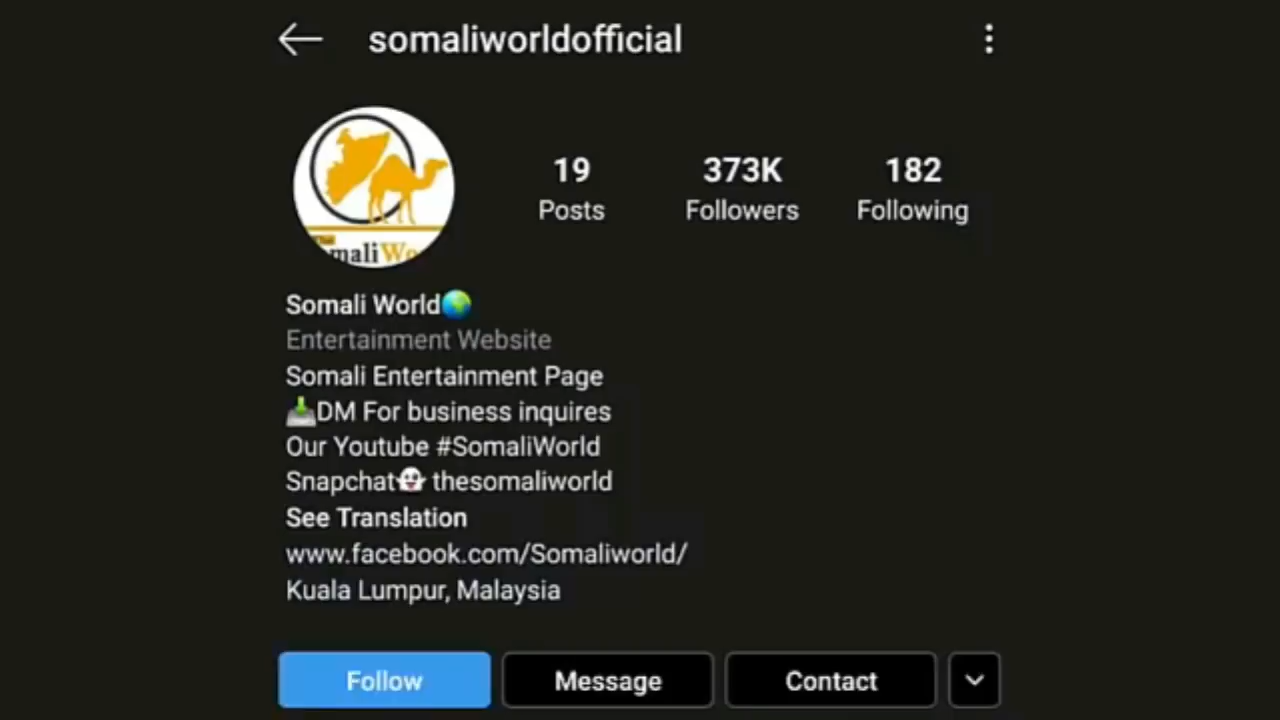 somaliworldofficial
19
Posts
373K
Followers
182
Following
maliWo
Somali World
Entertainment Website
Somali Entertainment Page
DM For business inquires
Our Youtube #SomaliWorld
Snapchat thesomaliworld
See Translation
www.facebook.com/Somaliworld/
Kuala Lumpur, Malaysia
Follow
Message
Contact